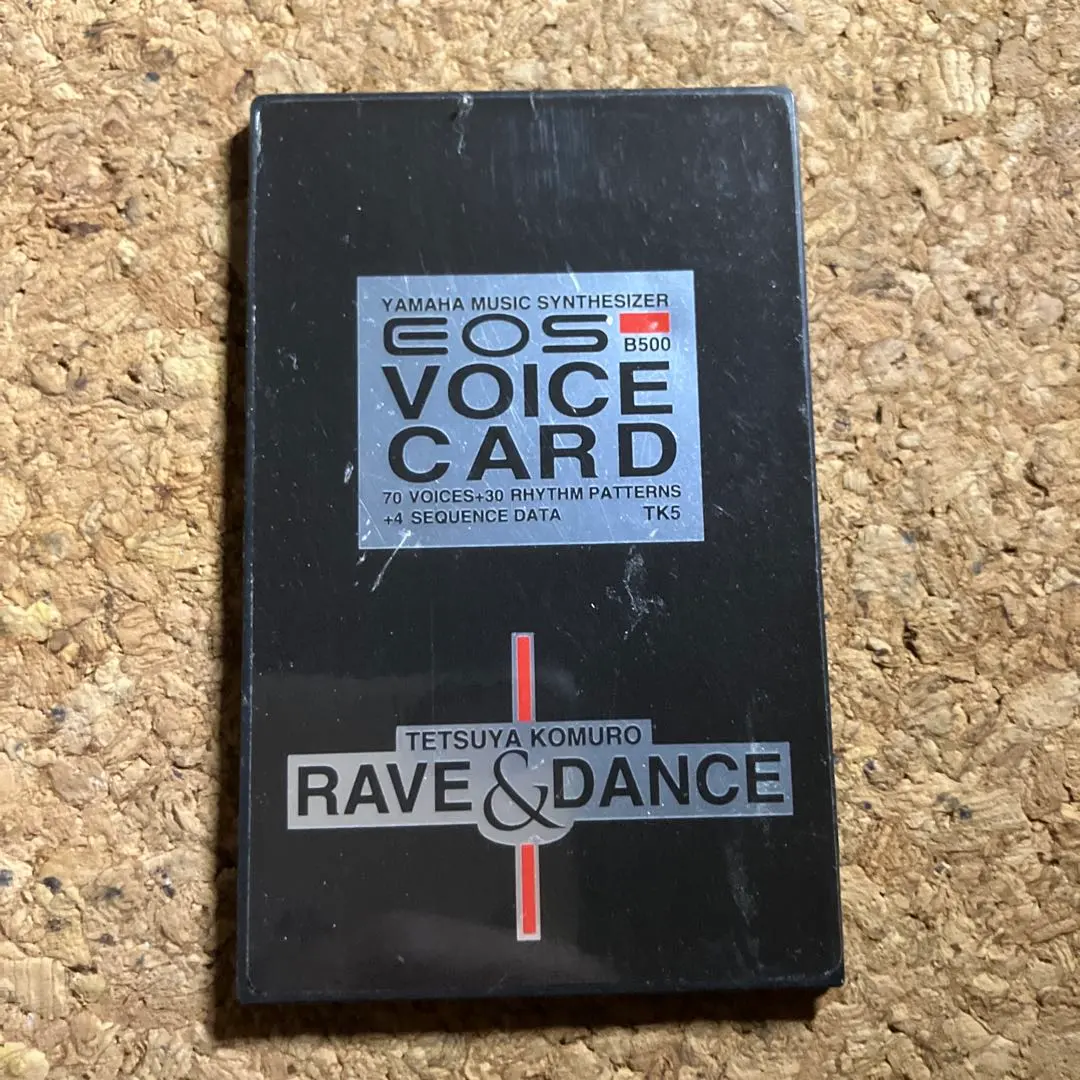 YAMAHA MUSIC SYNTHESIZER
EOS B500
VOICE
CARD
70 VOICES+30 RHYTHM PATTERNS
+4 SEQUENCE DATA TK5
TETSUYA KOMURO
RAVE & DANCE